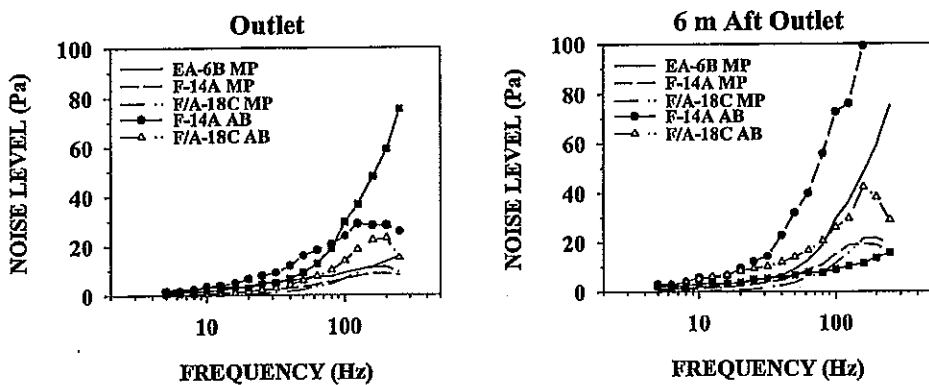 Outlet
NOISE LEVEL (Pa)
100
80
60
40
20
0
EA-6B MP
F-14A MP
F/A-18C MP
F-14A AB
F/A-18C AB
10
100
FREQUENCY (Hz)
6 m Aft Outlet
NOISE LEVEL (Pa)
100
80
60
40
20
0
EA-6B MP
F-14A MP
F/A-18C MP
F-14A AB
F/A-18C AB
10
100
FREQUENCY (Hz)